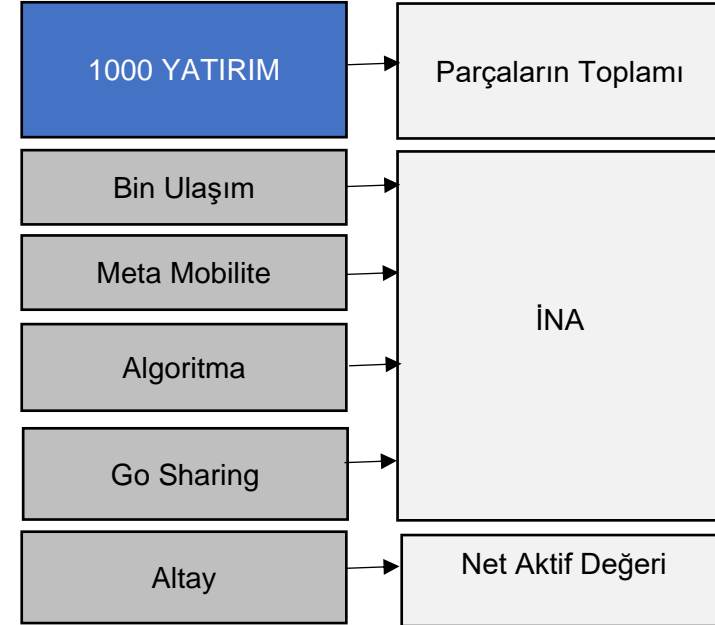 1000 YATIRIM
Parçaların Toplamı
Bin Ulaşım
Meta Mobilite
Algoritma
Go Sharing
İNA
Altay
Net Aktif Değeri